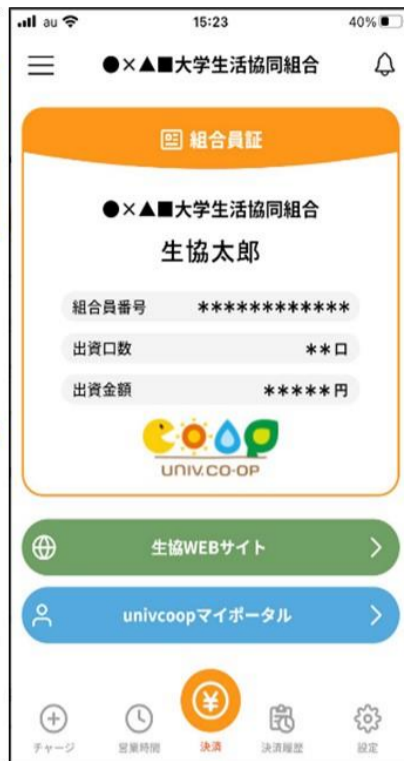 au 15:23 40%
●×▲■大学生活協同組合
組合員証
●×▲■大学生活協同組合
生協太郎
組合員番号 ************
出資口数 **口
出資金額 *****円
UNIV.CO-OP
生協WEBサイト
univcoopマイポータル
¥
チャージ 営業時間 決済 決済履歴 設定